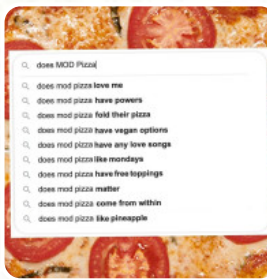 does MOD Pizza
does mod pizza love me
does mod pizza have powers
does mod pizza fold their pizza
does mod pizza have vegan options
does mod pizza have any love songs
does mod pizza like mondays
does mod pizza have free toppings
does mod pizza matter
does mod pizza come from within
does mod pizza like pineapple